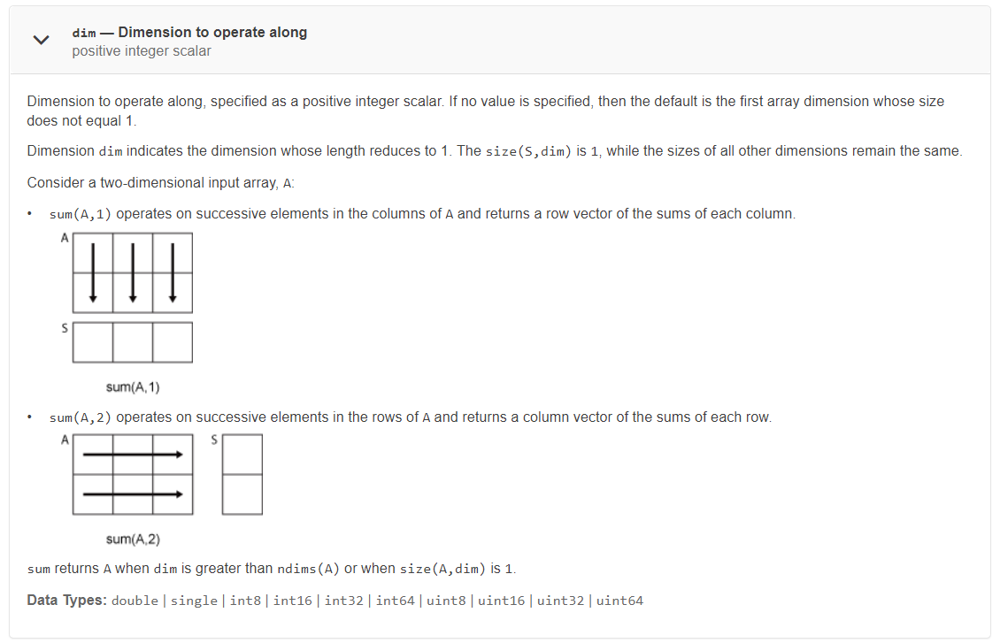 dim — Dimension to operate along
positive integer scalar
Dimension to operate along, specified as a positive integer scalar. If no value is specified, then the default is the first array dimension whose size
does not equal 1.
Dimension dim indicates the dimension whose length reduces to 1. The size(S,dim) is 1, while the sizes of all other dimensions remain the same.
Consider a two-dimensional input array, A:
• sum(A,1) operates on successive elements in the columns of A and returns a row vector of the sums of each column.
A
S
sum(A,1)
• sum(A,2) operates on successive elements in the rows of A and returns a column vector of the sums of each row.
A S
sum(A,2)
sum returns A when dim is greater than ndims(A) or when size(A,dim) is 1.
Data Types: double | single | int8 | int16 | int32 | int64 | uint8 | uint16 | uint32 | uint64